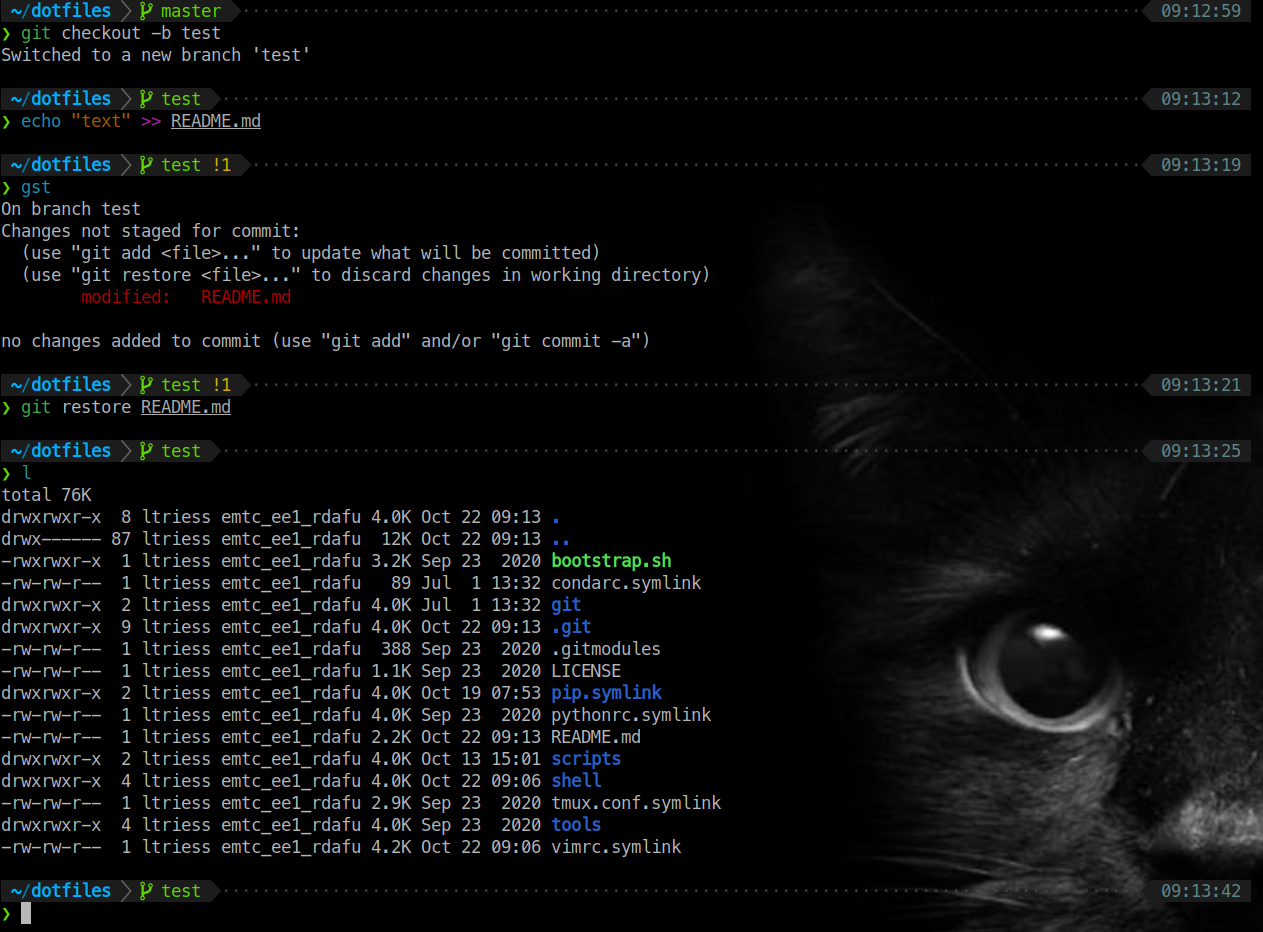 ~/dotfiles master 09:12:59
❯ git checkout -b test
Switched to a new branch 'test'
~/dotfiles test 09:13:12
❯ echo "text" >> README.md
~/dotfiles test !1 09:13:19
❯ gst
On branch test
Changes not staged for commit:
  (use "git add <file>..." to update what will be committed)
  (use "git restore <file>..." to discard changes in working directory)
        modified:   README.md
no changes added to commit (use "git add" and/or "git commit -a")
~/dotfiles test !1 09:13:21
❯ git restore README.md
~/dotfiles test 09:13:25
❯ l
total 76K
drwxrwxr-x  8 ltriess emtc_ee1_rdafu 4.0K Oct 22 09:13 .
drwx------ 87 ltriess emtc_ee1_rdafu  12K Oct 22 09:13 ..
-rwxrwxr-x  1 ltriess emtc_ee1_rdafu 3.2K Sep 23  2020 bootstrap.sh
-rw-rw-r--  1 ltriess emtc_ee1_rdafu   89 Jul  1 13:32 condarc.symlink
drwxrwxr-x  2 ltriess emtc_ee1_rdafu 4.0K Jul  1 13:32 git
drwxrwxr-x  9 ltriess emtc_ee1_rdafu 4.0K Oct 22 09:13 .git
-rw-rw-r--  1 ltriess emtc_ee1_rdafu  388 Sep 23  2020 .gitmodules
-rw-rw-r--  1 ltriess emtc_ee1_rdafu 1.1K Sep 23  2020 LICENSE
drwxrwxr-x  2 ltriess emtc_ee1_rdafu 4.0K Oct 19 07:53 pip.symlink
-rw-rw-r--  1 ltriess emtc_ee1_rdafu 4.0K Sep 23  2020 pythonrc.symlink
-rw-rw-r--  1 ltriess emtc_ee1_rdafu 2.2K Oct 22 09:13 README.md
drwxrwxr-x  2 ltriess emtc_ee1_rdafu 4.0K Oct 13 15:01 scripts
drwxrwxr-x  4 ltriess emtc_ee1_rdafu 4.0K Oct 22 09:06 shell
-rw-rw-r--  1 ltriess emtc_ee1_rdafu 2.9K Sep 23  2020 tmux.conf.symlink
drwxrwxr-x  4 ltriess emtc_ee1_rdafu 4.0K Sep 23  2020 tools
-rw-rw-r--  1 ltriess emtc_ee1_rdafu 4.2K Oct 22 09:06 vimrc.symlink
~/dotfiles test 09:13:42
❯